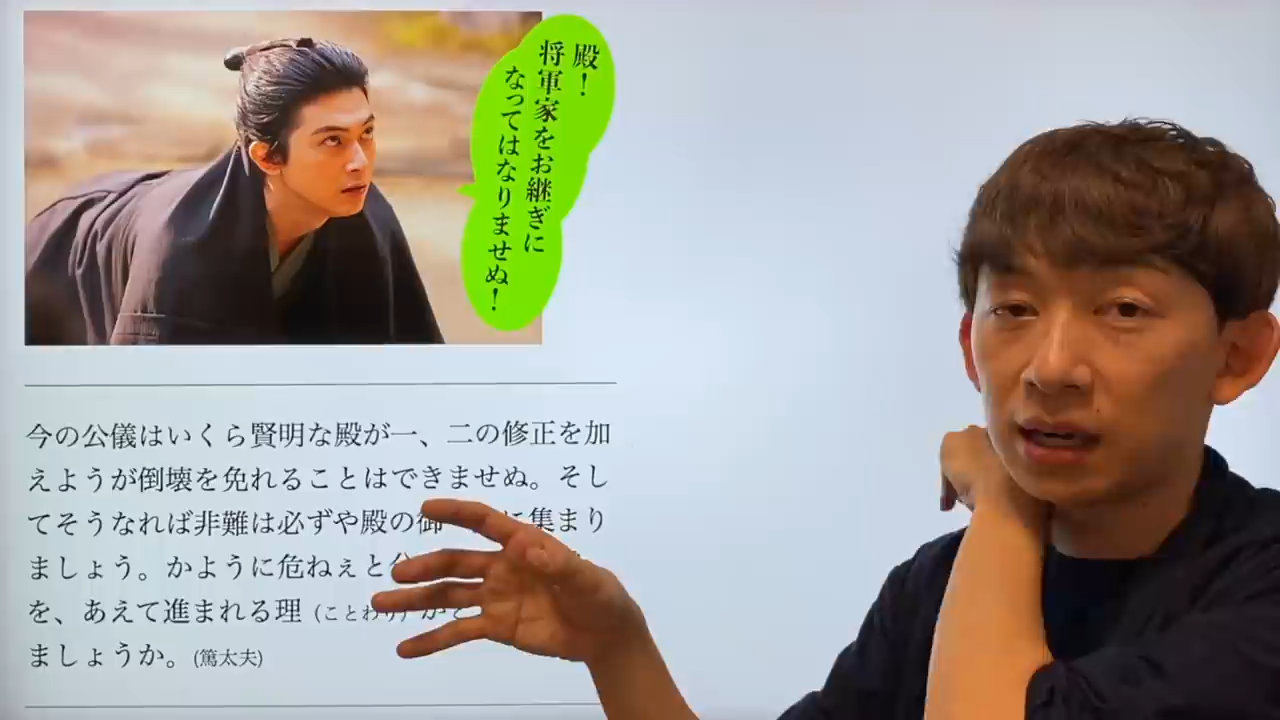 殿！
将軍家をお継ぎに
なってはなりませぬ！
今の公儀はいくら賢明な殿が一、二の修正を加
えようが倒壊を免れることはできませぬ。そし
てそうなれば非難は必ずや殿の御 に集まり
ましょう。かように危ねぇと
を、あえて進まれる理（ことわり）が
ましょうか。(篤太夫)